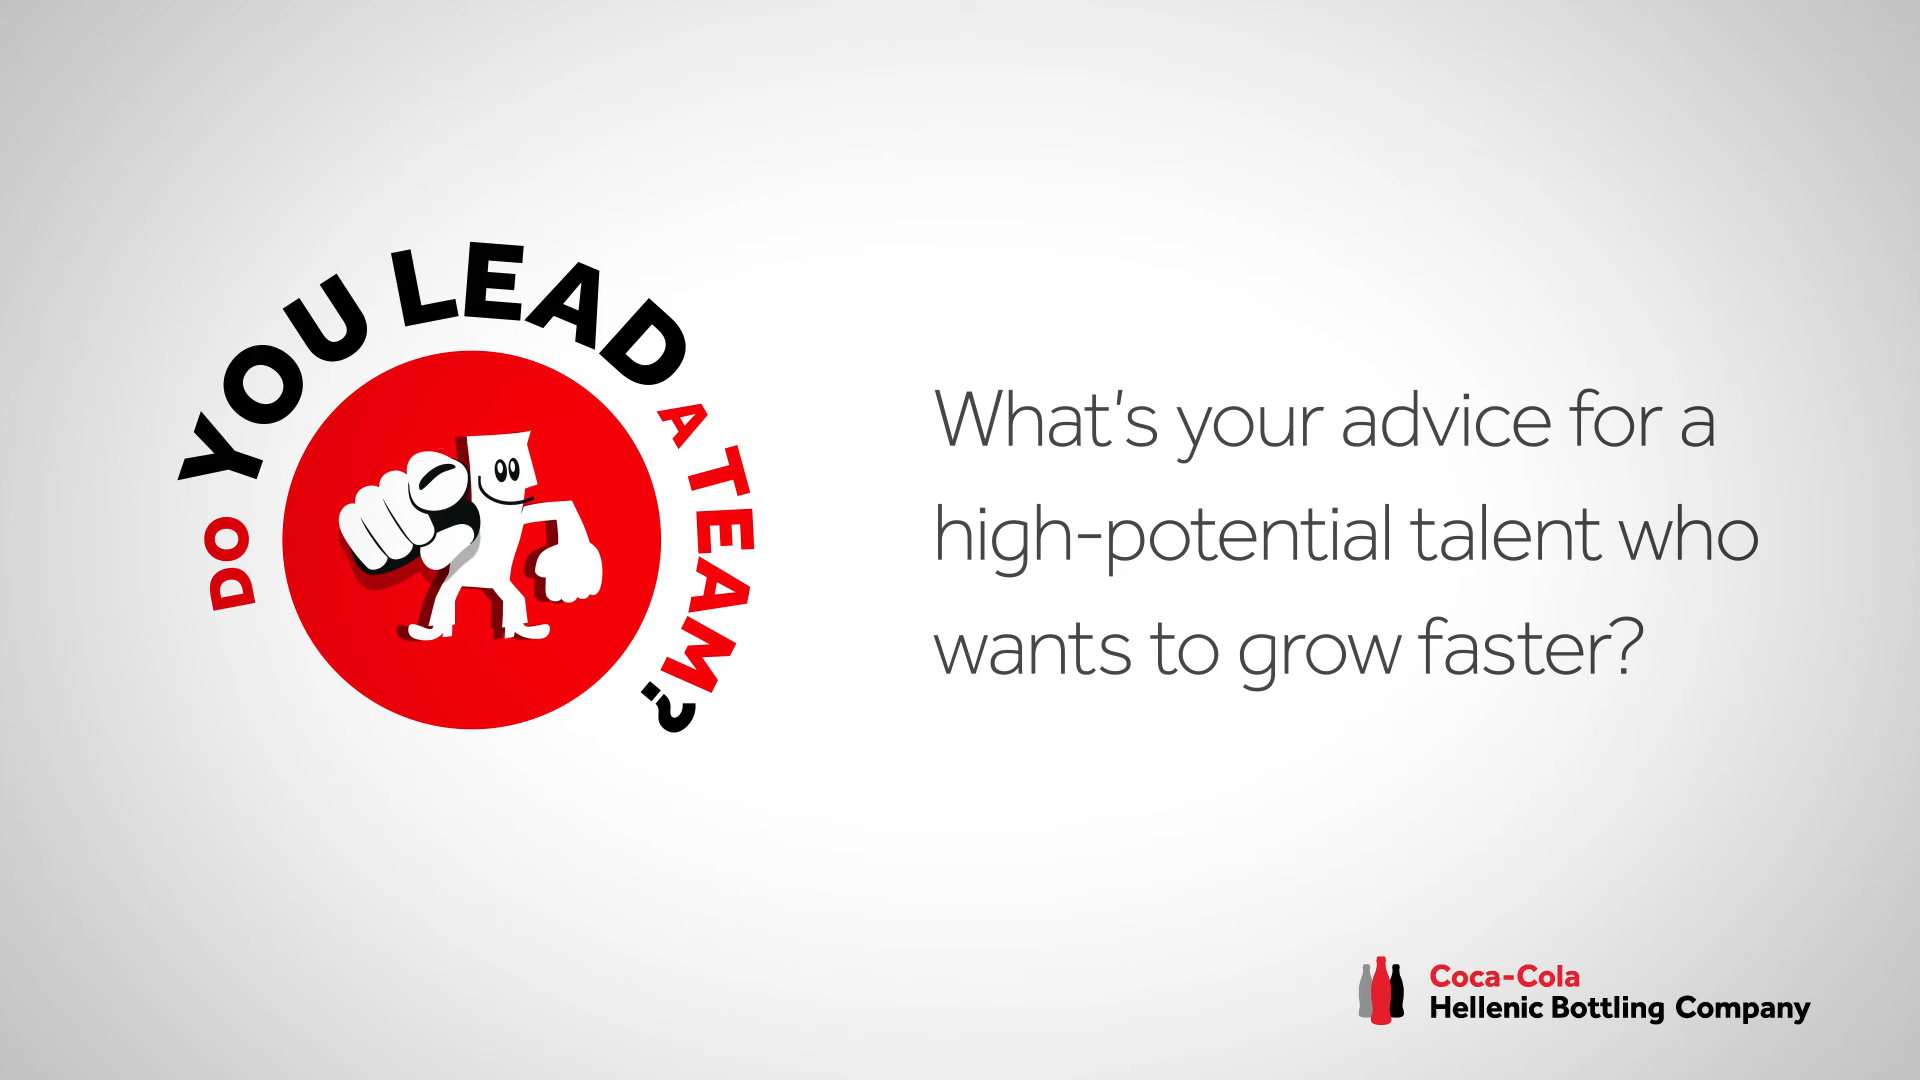 DO YOU LEAD A TEAM?
What's your advice for a
high-potential talent who
wants to grow faster?
Coca-Cola
Hellenic Bottling Company